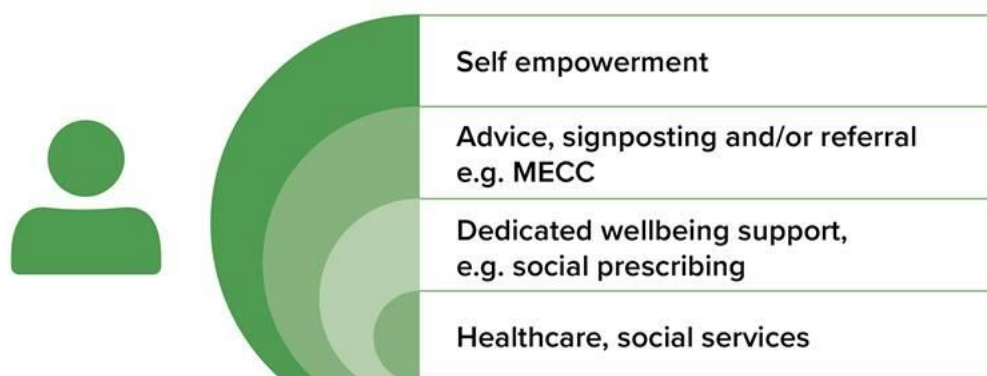 Self empowerment
Advice, signposting and/or referral
e.g. MECC
Dedicated wellbeing support,
e.g. social prescribing
Healthcare, social services